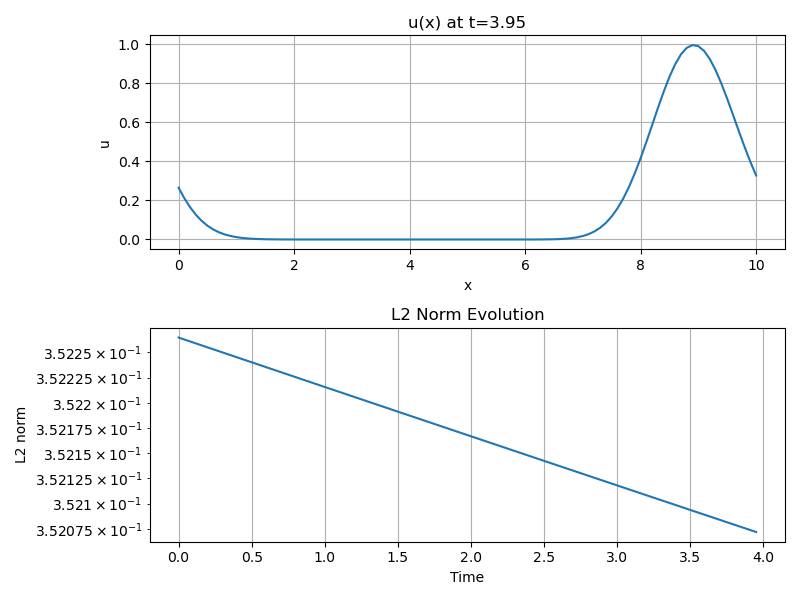 u(x) at t=3.95
u
1.0
0.8
0.6
0.4
0.2
0.0
0 2 4 6 8 10
x
L2 Norm Evolution
L2 norm
3.5225 × 10⁻¹
3.52225 × 10⁻¹
3.522 × 10⁻¹
3.52175 × 10⁻¹
3.5215 × 10⁻¹
3.52125 × 10⁻¹
3.521 × 10⁻¹
3.52075 × 10⁻¹
0.0 0.5 1.0 1.5 2.0 2.5 3.0 3.5 4.0
Time